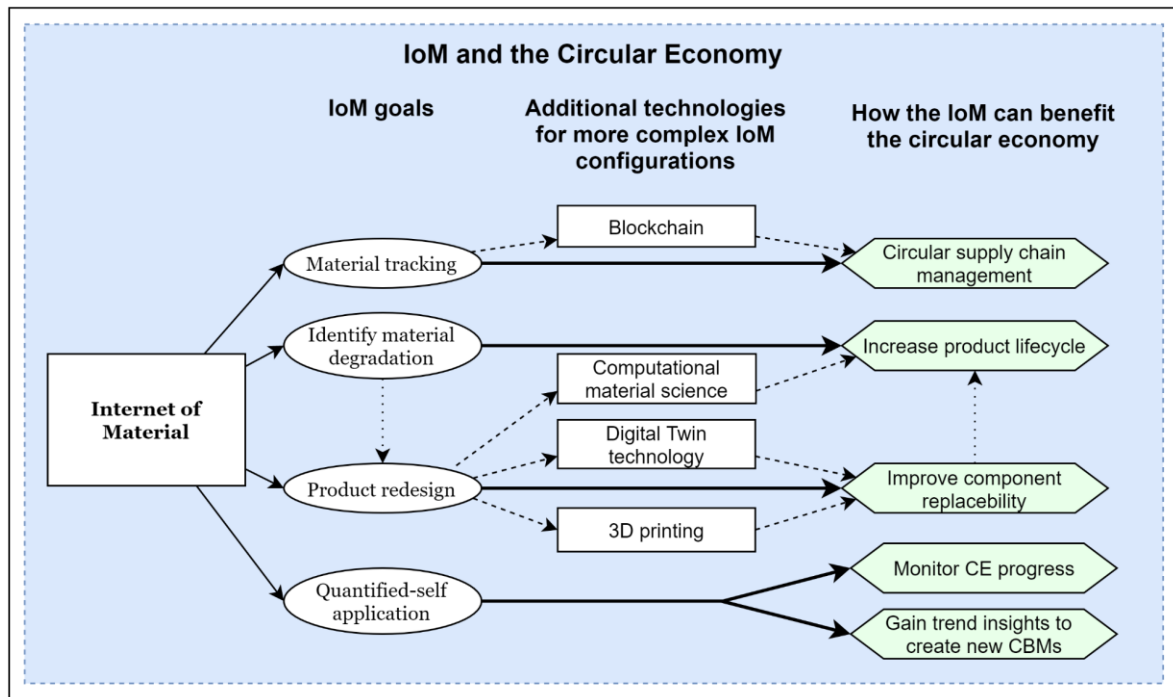 IoM and the Circular Economy
IoM goals
Additional technologies
for more complex IoM
configurations
How the IoM can benefit
the circular economy
Blockchain
Material tracking
Circular supply chain
management
Identify material
degradation
Increase product lifecycle
Computational
material science
Internet of
Material
Digital Twin
technology
Product redesign
Improve component
replacebility
3D printing
Quantified-self
application
Monitor CE progress
Gain trend insights to
create new CBMs